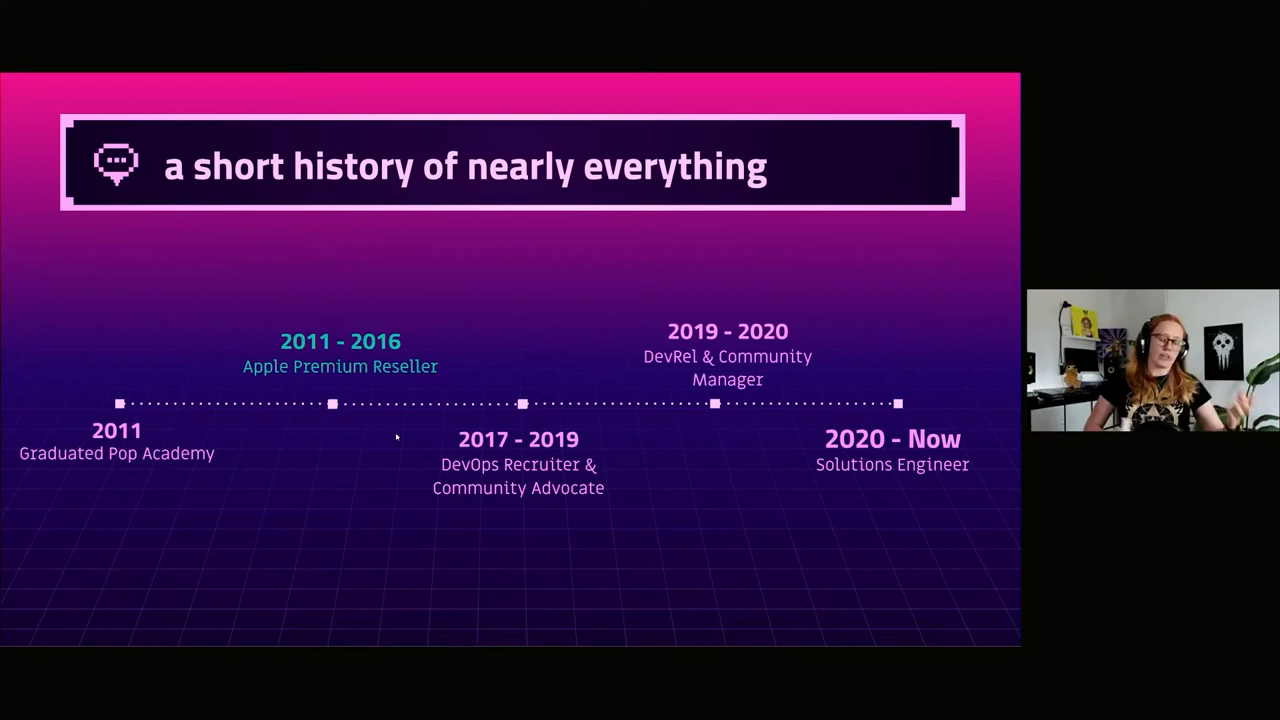 a short history of nearly everything
2011
Graduated Pop Academy
2011 - 2016
Apple Premium Reseller
2017 - 2019
DevOps Recruiter &
Community Advocate
2019 - 2020
DevRel & Community
Manager
2020 - Now
Solutions Engineer